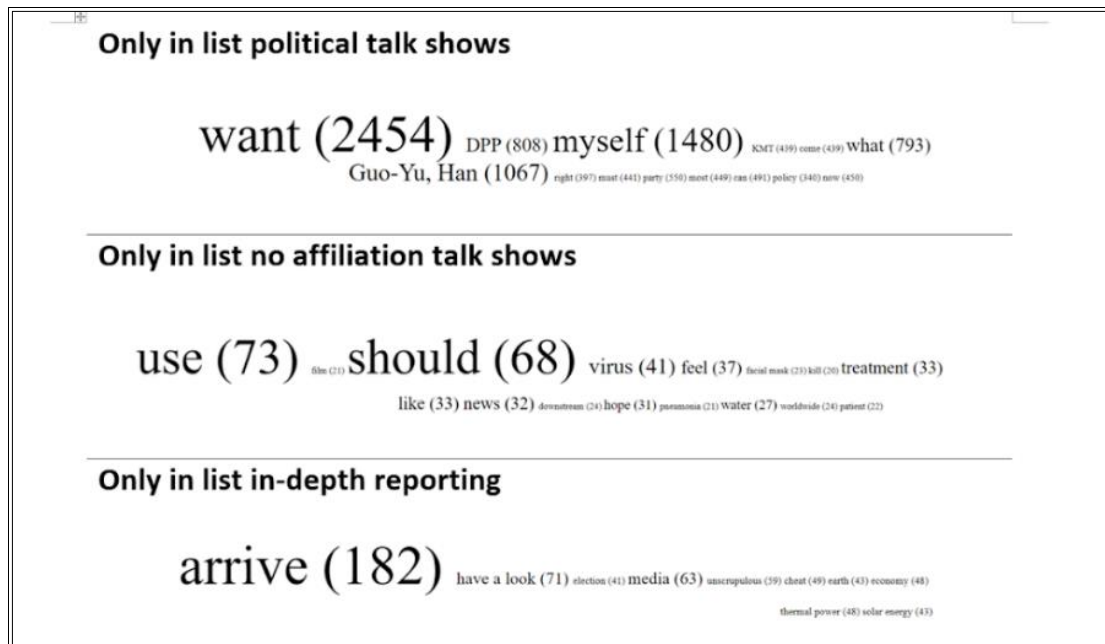 Only in list political talk shows
want (2454) DPP (808) myself (1480) KMT (439) come (439) what (793)
Guo-Yu, Han (1067) right (397) must (441) party (550) most (449) can (491) policy (340) now (450)
Only in list no affiliation talk shows
use (73) film (21) should (68) virus (41) feel (37) facial mask (23) kill (20) treatment (33)
like (33) news (32) downstream (24) hope (31) pneumonia (21) water (27) worldwide (24) patient (22)
Only in list in-depth reporting
arrive (182) have a look (71) election (41) media (63) unscrupulous (59) cheat (49) earth (43) economy (48)
thermal power (48) solar energy (43)